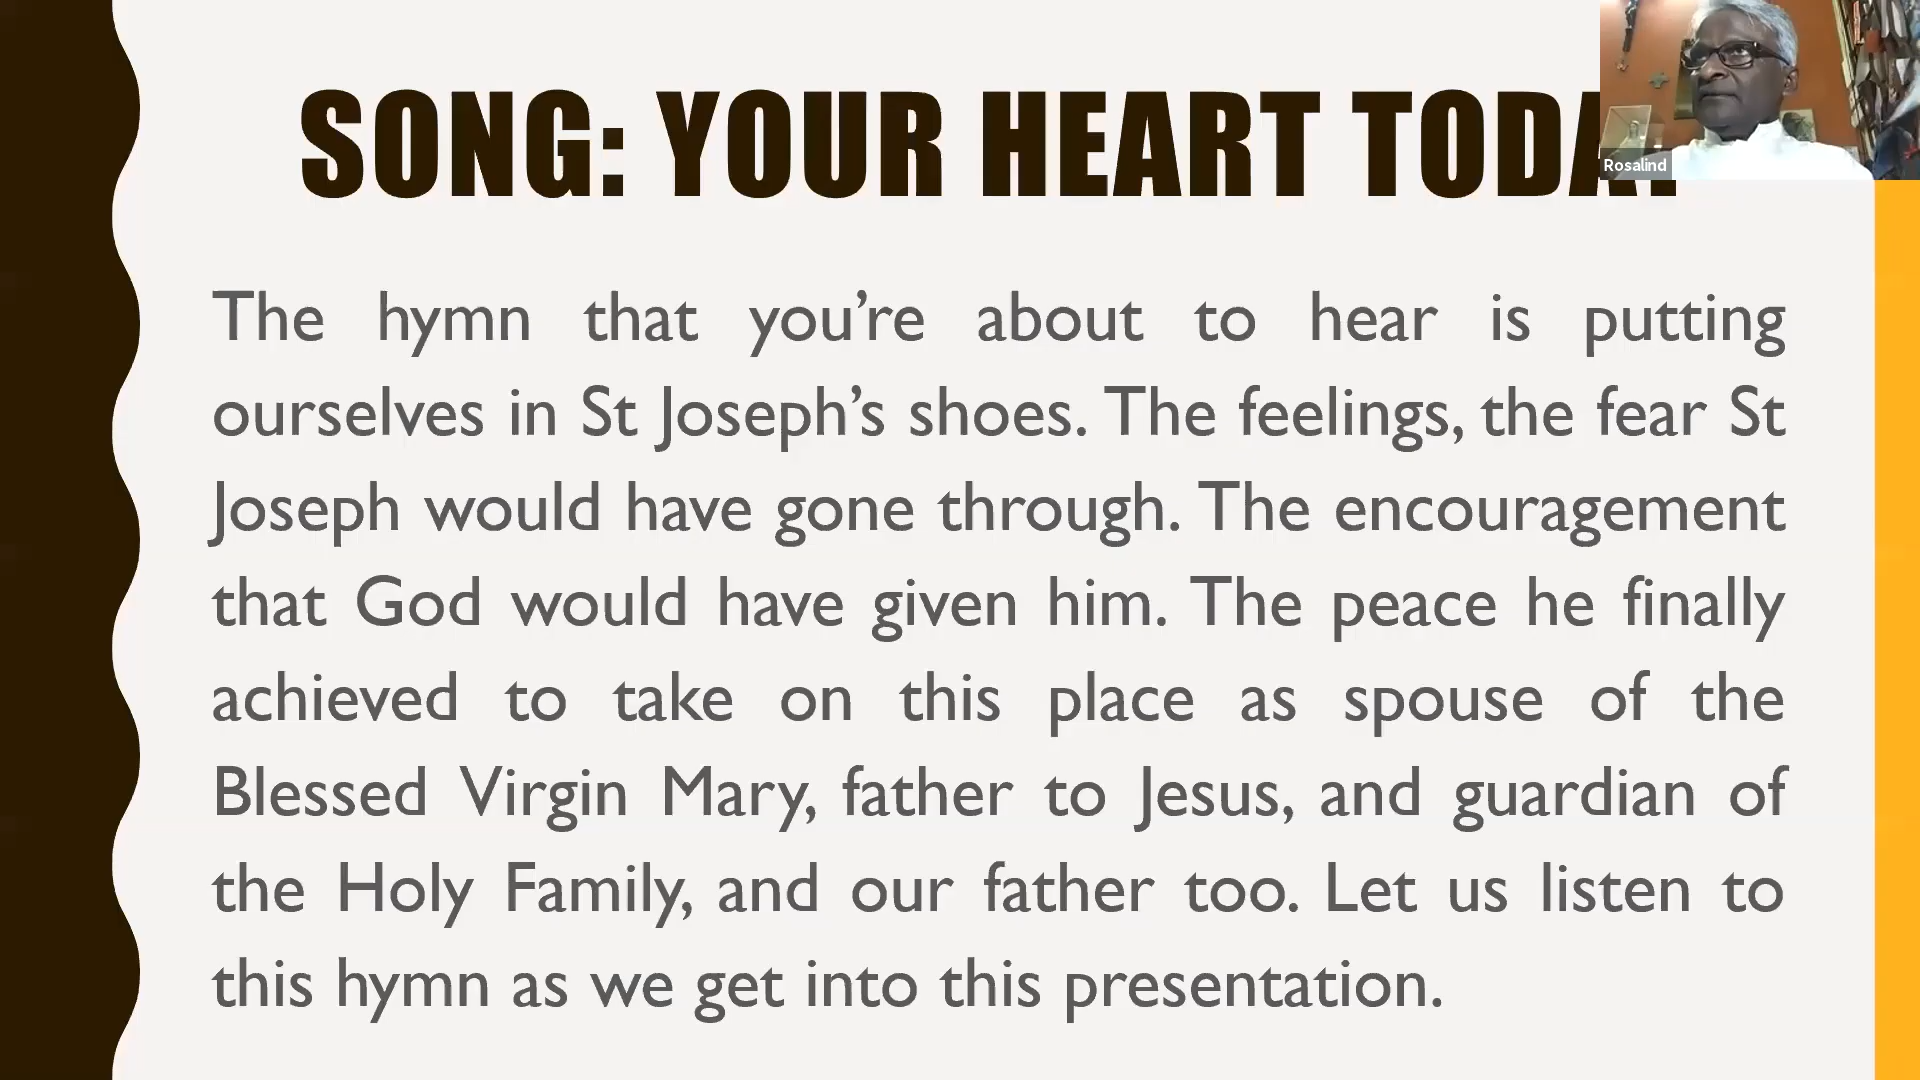 SONG: YOUR HEART TODAY
Rosalind
The hymn that you’re about to hear is putting
ourselves in St Joseph’s shoes. The feelings, the fear St
Joseph would have gone through. The encouragement
that God would have given him. The peace he finally
achieved to take on this place as spouse of the
Blessed Virgin Mary, father to Jesus, and guardian of
the Holy Family, and our father too. Let us listen to
this hymn as we get into this presentation.